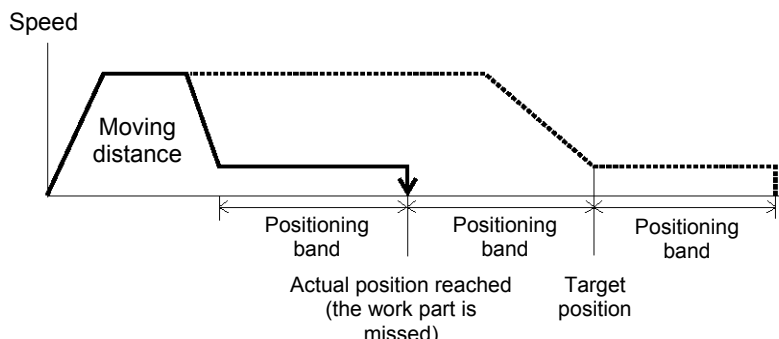 Speed
Moving
distance
Positioning
band
Positioning
band
Positioning
band
Actual position reached
(the work part is
missed)
Target
position